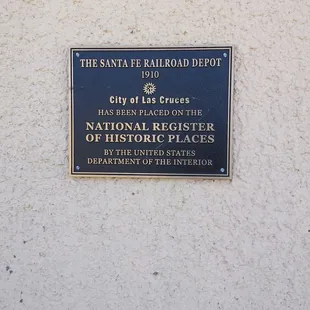 THE SANTA FE RAILROAD DEPOT
1910
City of Las Cruces™
HAS BEEN PLACED ON THE
NATIONAL REGISTER
OF HISTORIC PLACES
BY THE UNITED STATES
DEPARTMENT OF THE INTERIOR